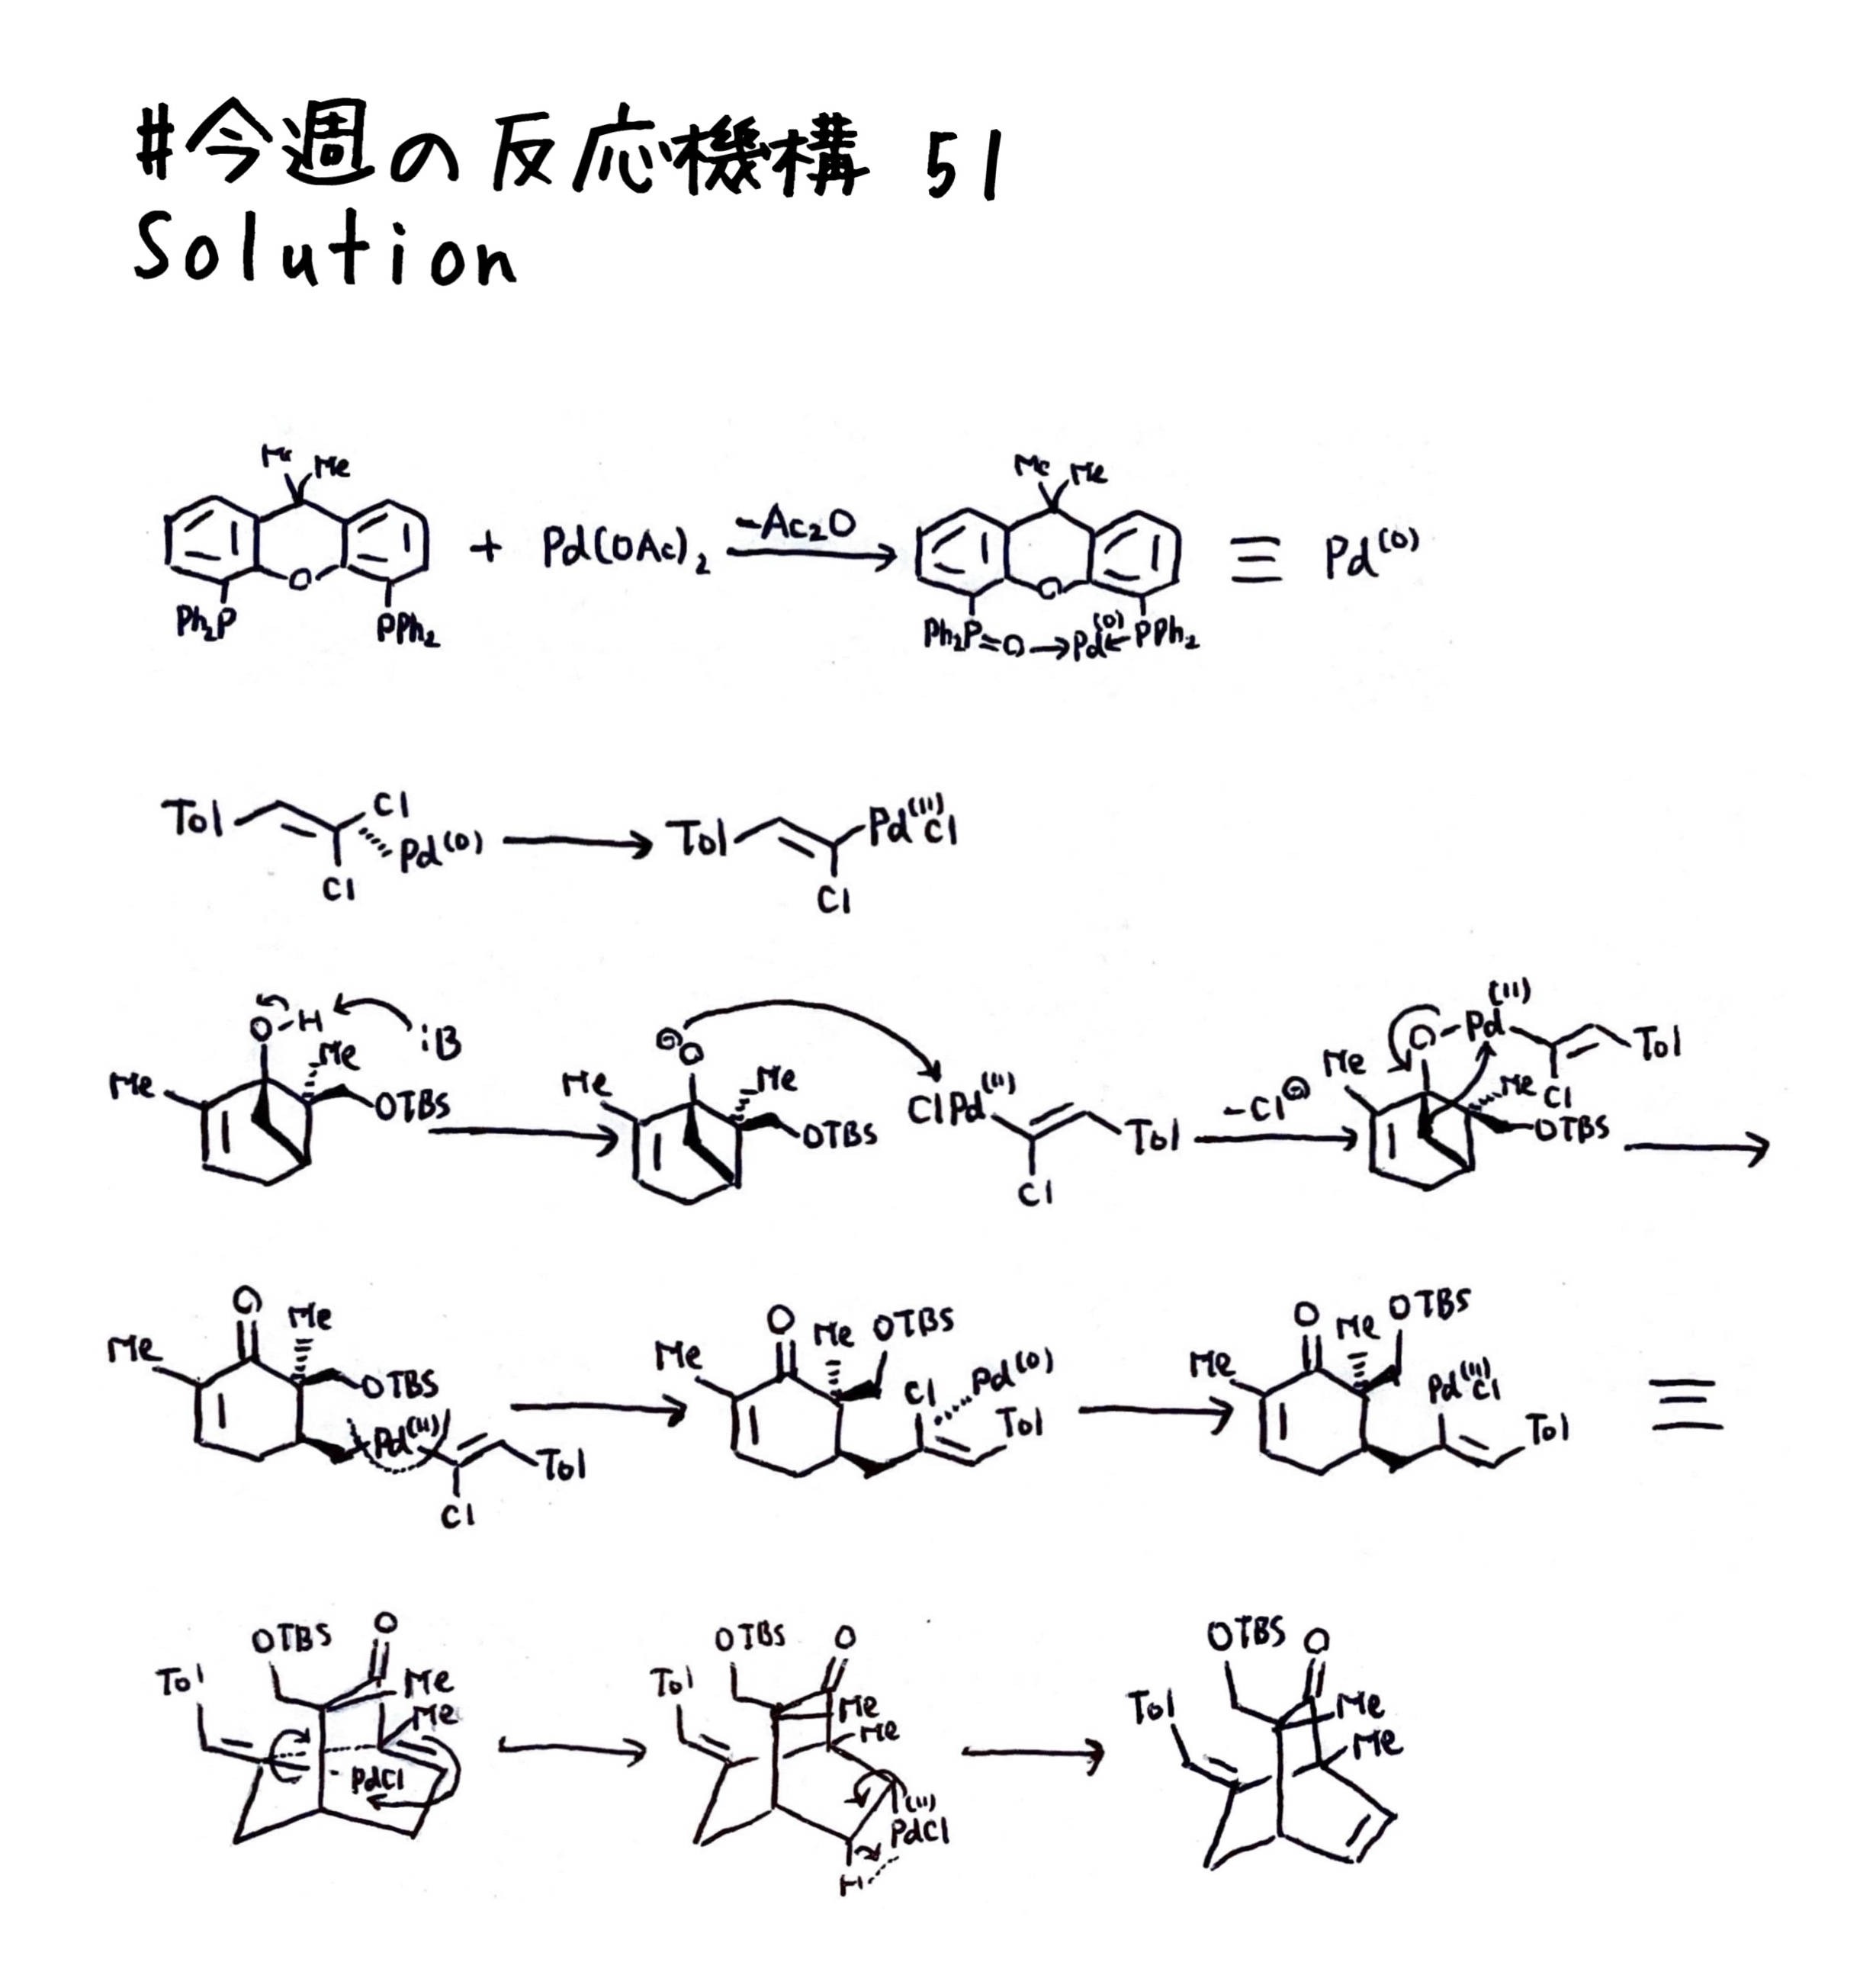 #今週の反応機構 51
Solution
Me Me
O
Ph₂P PPh₂
+ Pd(OAc)₂
-Ac₂O
Me Me
O
Ph₂P=O→Pd(0)←PPh₂
≡ Pd(0)
Tol Cl Pd(0) Cl
Tol Pd(II)Cl Cl
O-H :B Me Me OTBS
⊖O Me Me OTBS
ClPd(II) Tol Cl
-Cl⊖
O-Pd(II) Tol Cl Me Me OTBS
O Me Me OTBS Pd(II) Tol Cl
O Me Me OTBS Cl Pd(0) Tol
O Me Me OTBS Pd(II)Cl Tol
≡
OTBS O Tol Me Me PdCl
OTBS O Tol Me Me (II) PdCl H
OTBS O Tol Me Me